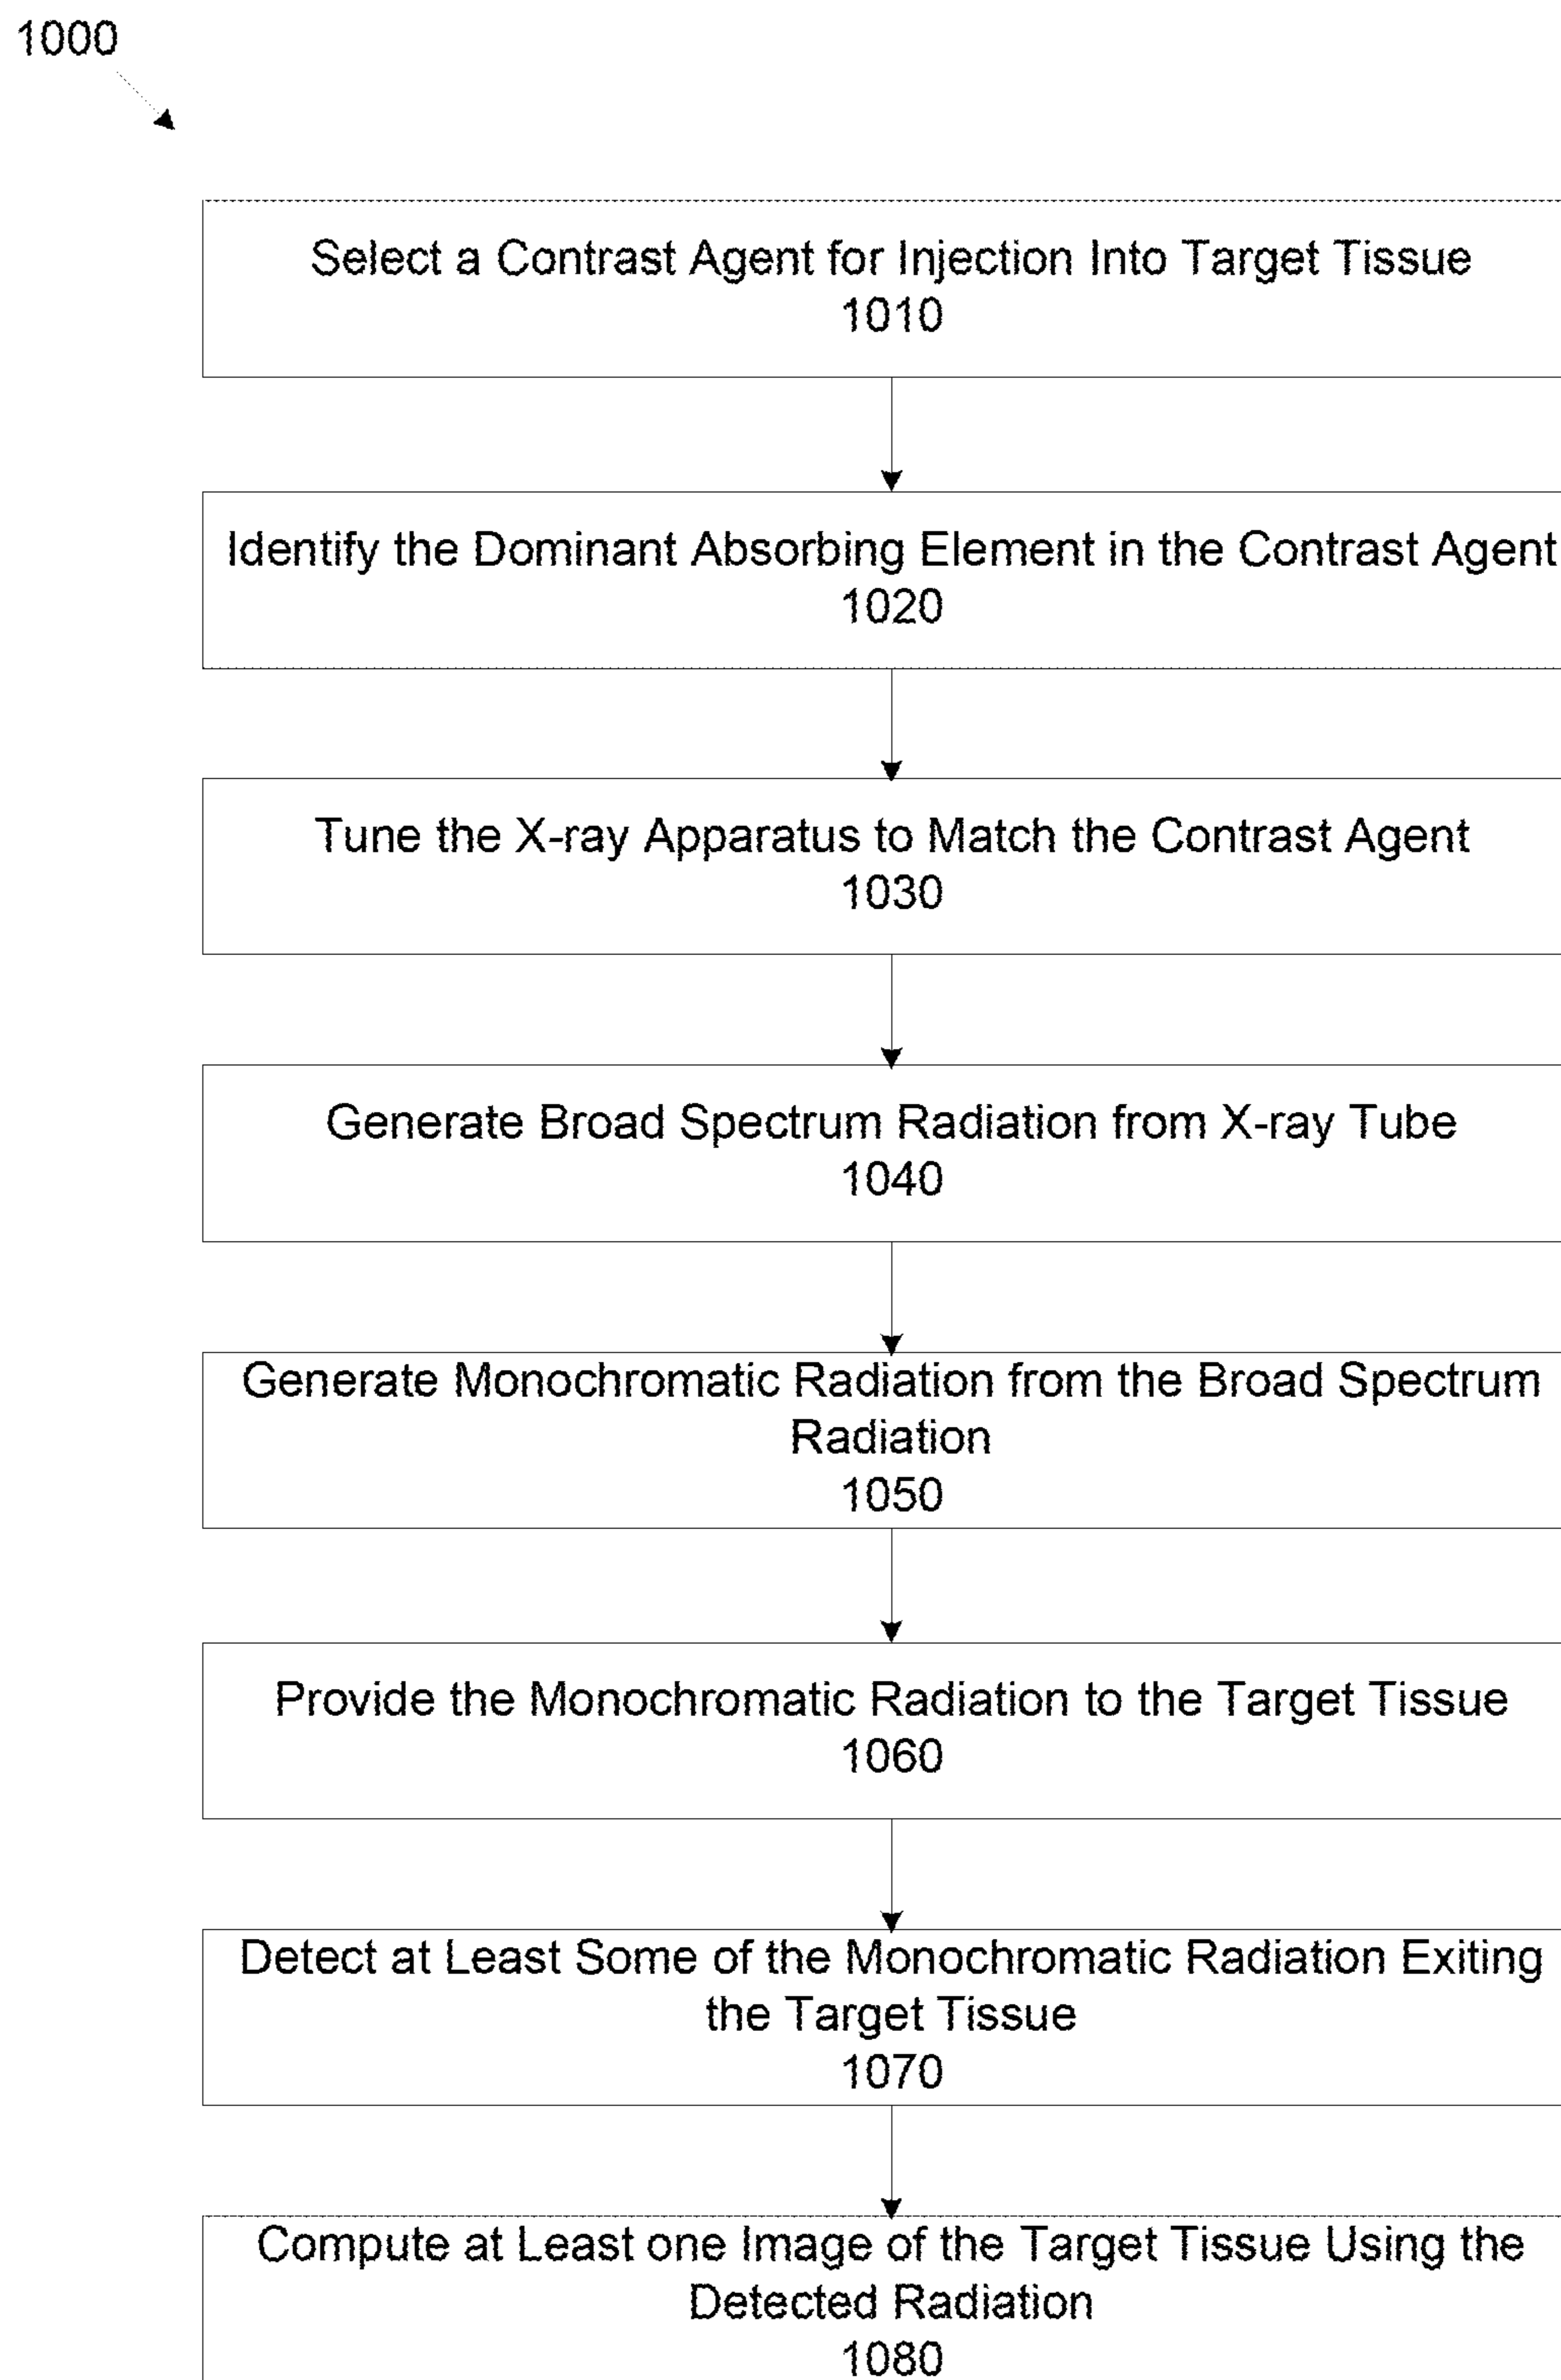 1000
Select a Contrast Agent for Injection Into Target Tissue
1010
Identify the Dominant Absorbing Element in the Contrast Agent
1020
Tune the X-ray Apparatus to Match the Contrast Agent
1030
Generate Broad Spectrum Radiation from X-ray Tube
1040
Generate Monochromatic Radiation from the Broad Spectrum
Radiation
1050
Provide the Monochromatic Radiation to the Target Tissue
1060
Detect at Least Some of the Monochromatic Radiation Exiting
the Target Tissue
1070
Compute at Least one Image of the Target Tissue Using the
Detected Radiation
1080